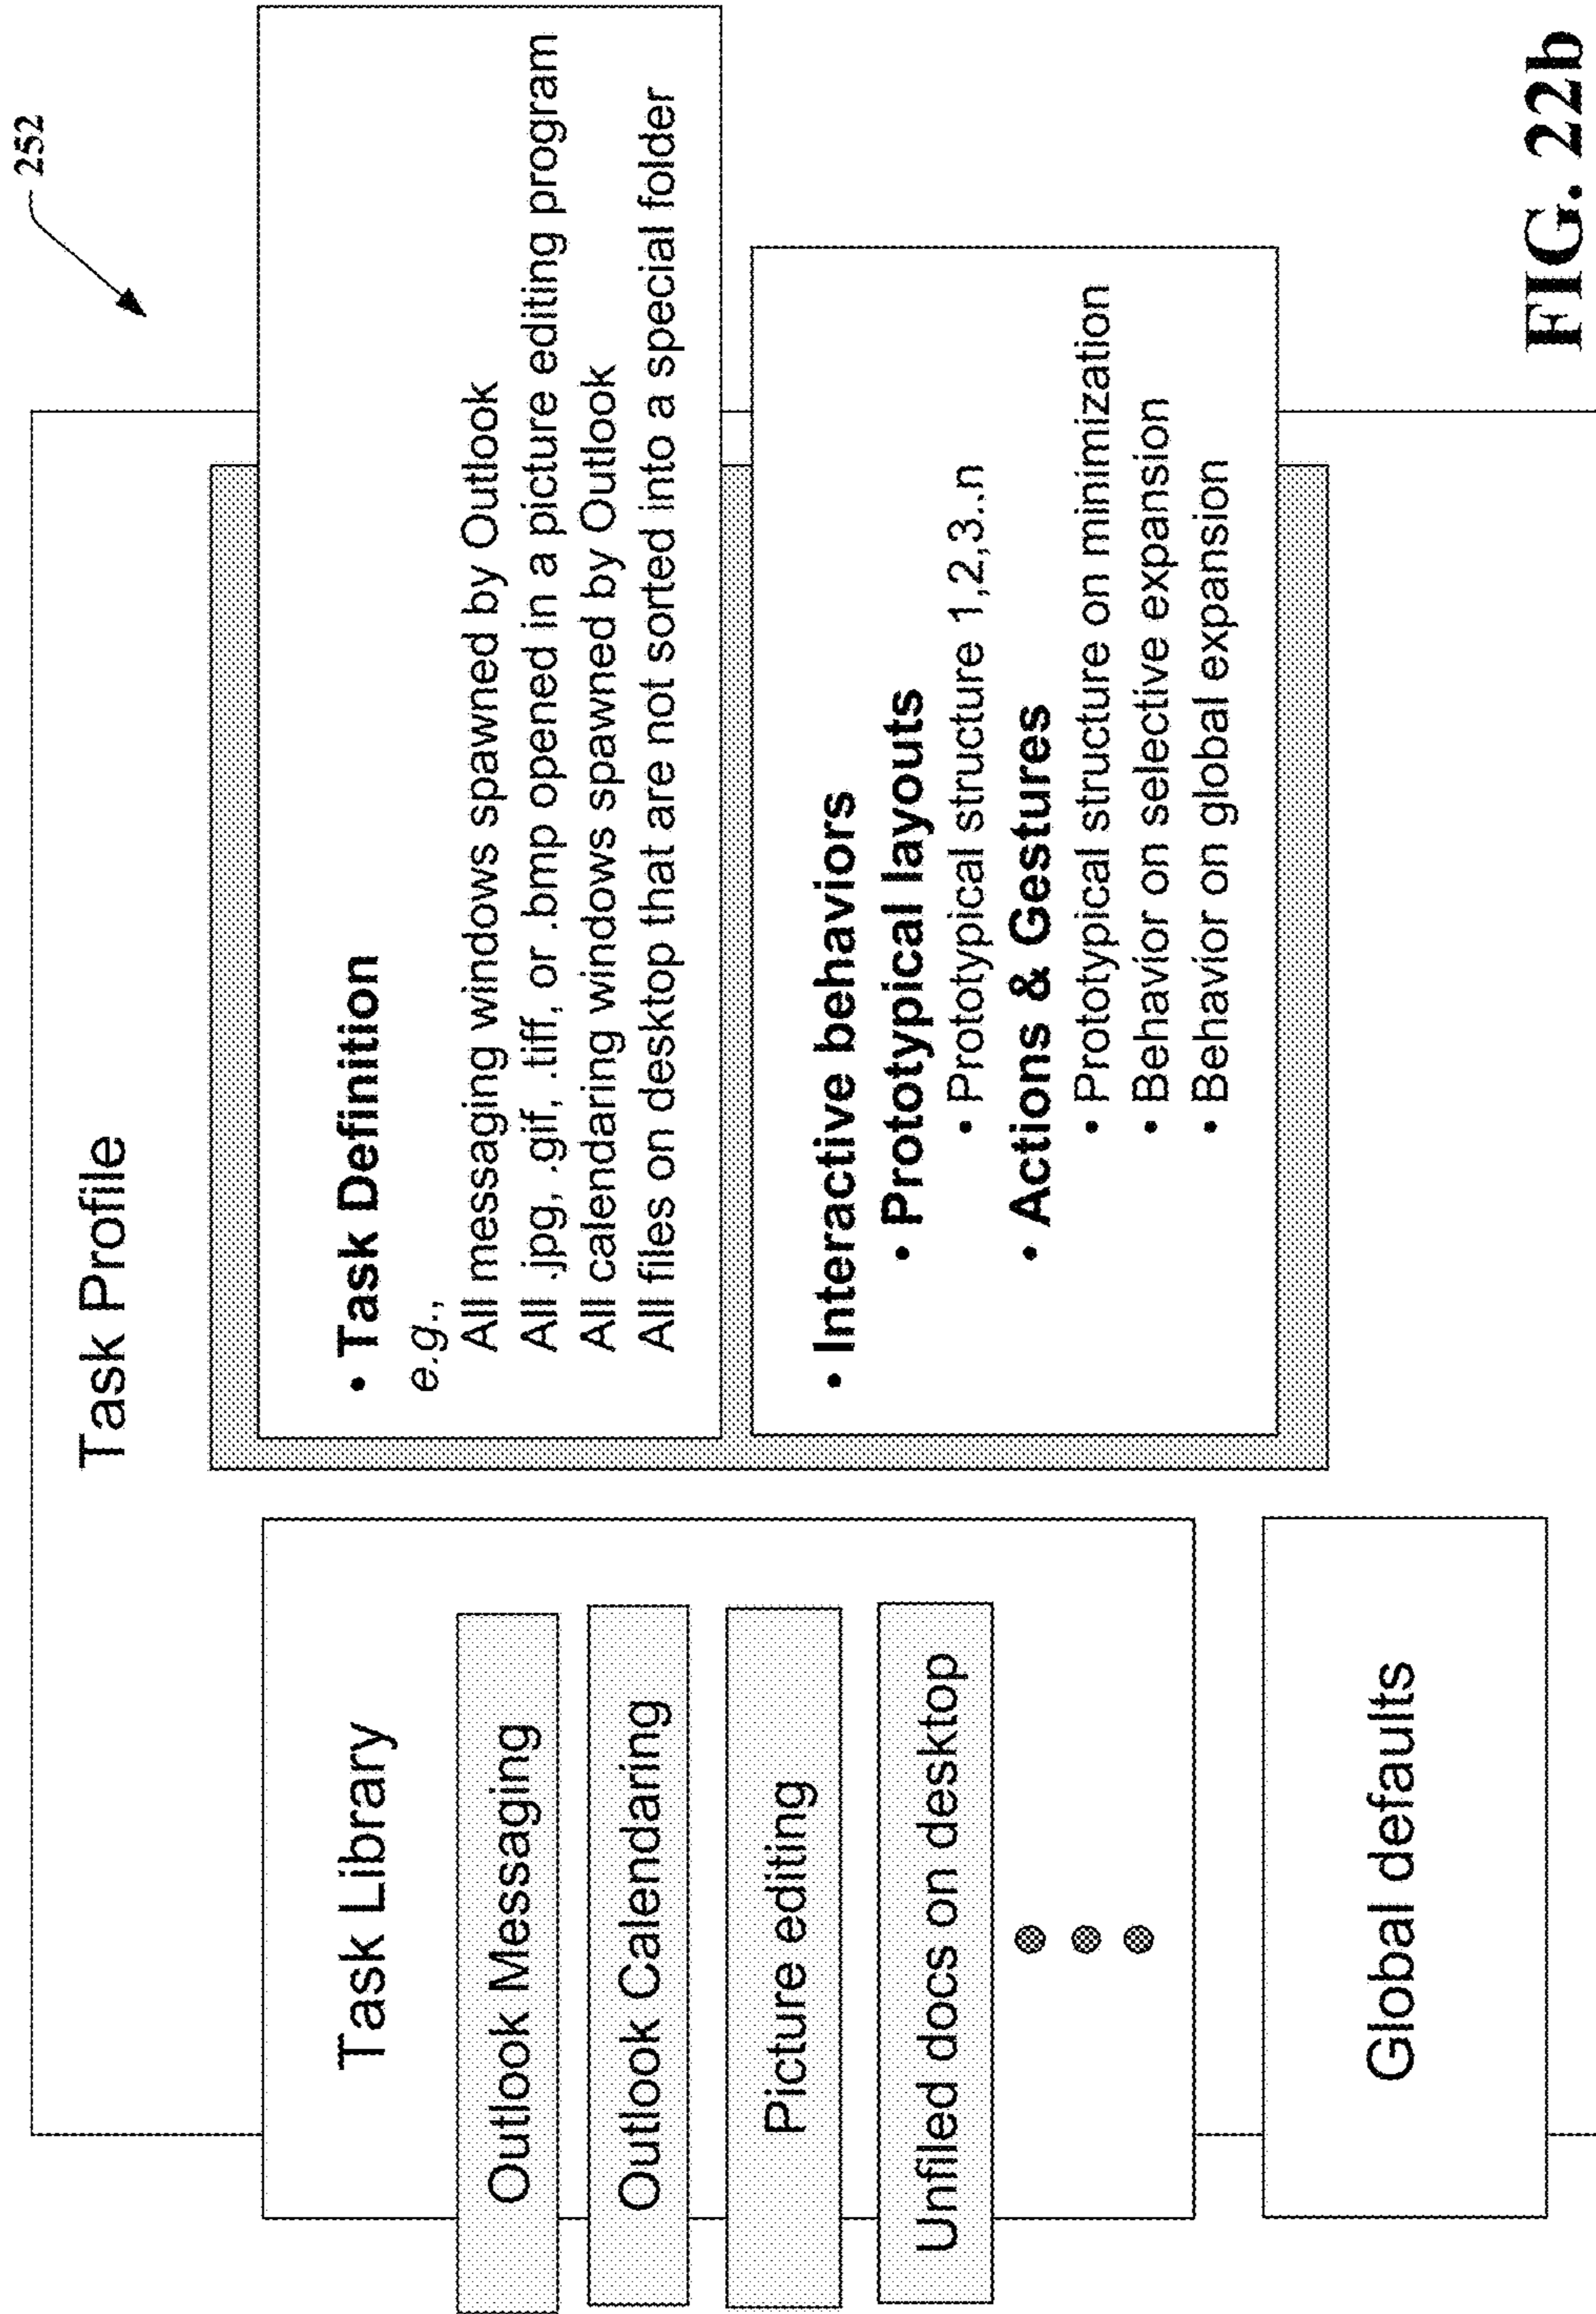 252
Task Profile
Task Library
Outlook Messaging
Outlook Calendaring
Picture editing
Unfiled docs on desktop
Global defaults
• Task Definition
e.g.,
All messaging windows spawned by Outlook
All .jpg, .gif, .tiff, or .bmp opened in a picture editing program
All calendaring windows spawned by Outlook
All files on desktop that are not sorted into a special folder
• Interactive behaviors
• Prototypical layouts
• Prototypical structure 1,2,3..n
• Actions & Gestures
• Prototypical structure on minimization
• Behavior on selective expansion
• Behavior on global expansion
FIG. 22b